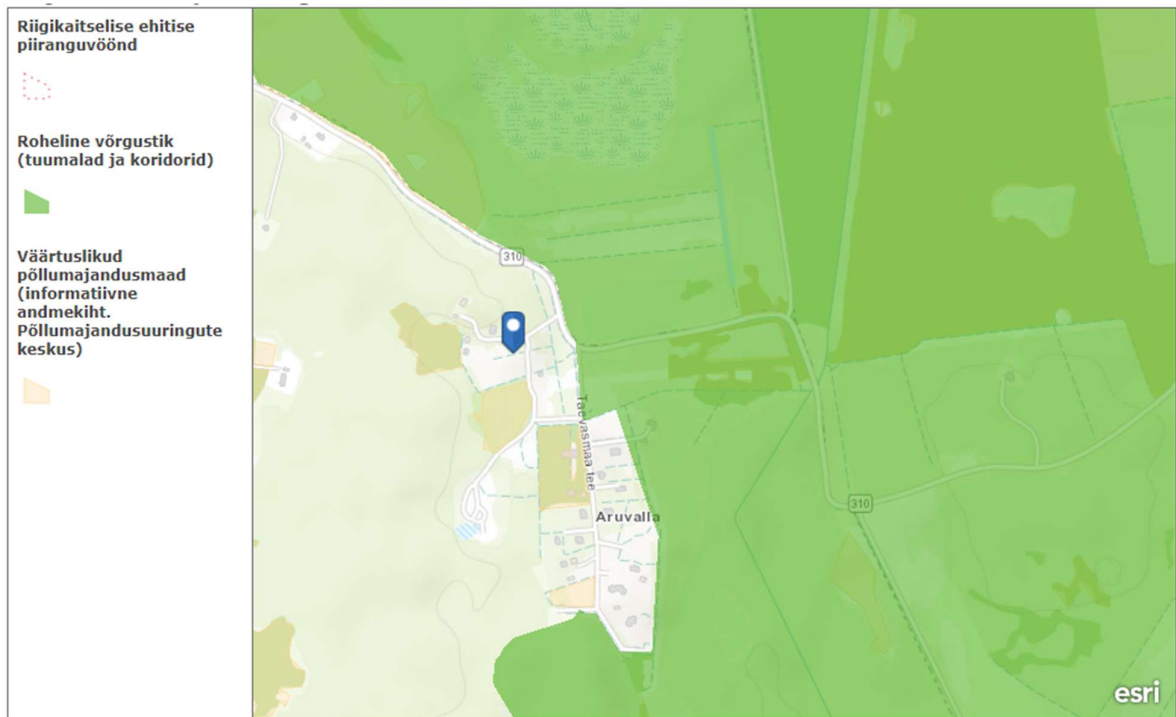 Riigikaitselise ehitise
piiranguvöönd
Roheline võrgustik
(tuumalad ja koridorid)
Väärtuslikud
põllumajandusmaad
(informatiivne
andmekiht.
Põllumajandusuuringute
keskus)
310
Taevasmaa tee
Aruvalla
310
esri